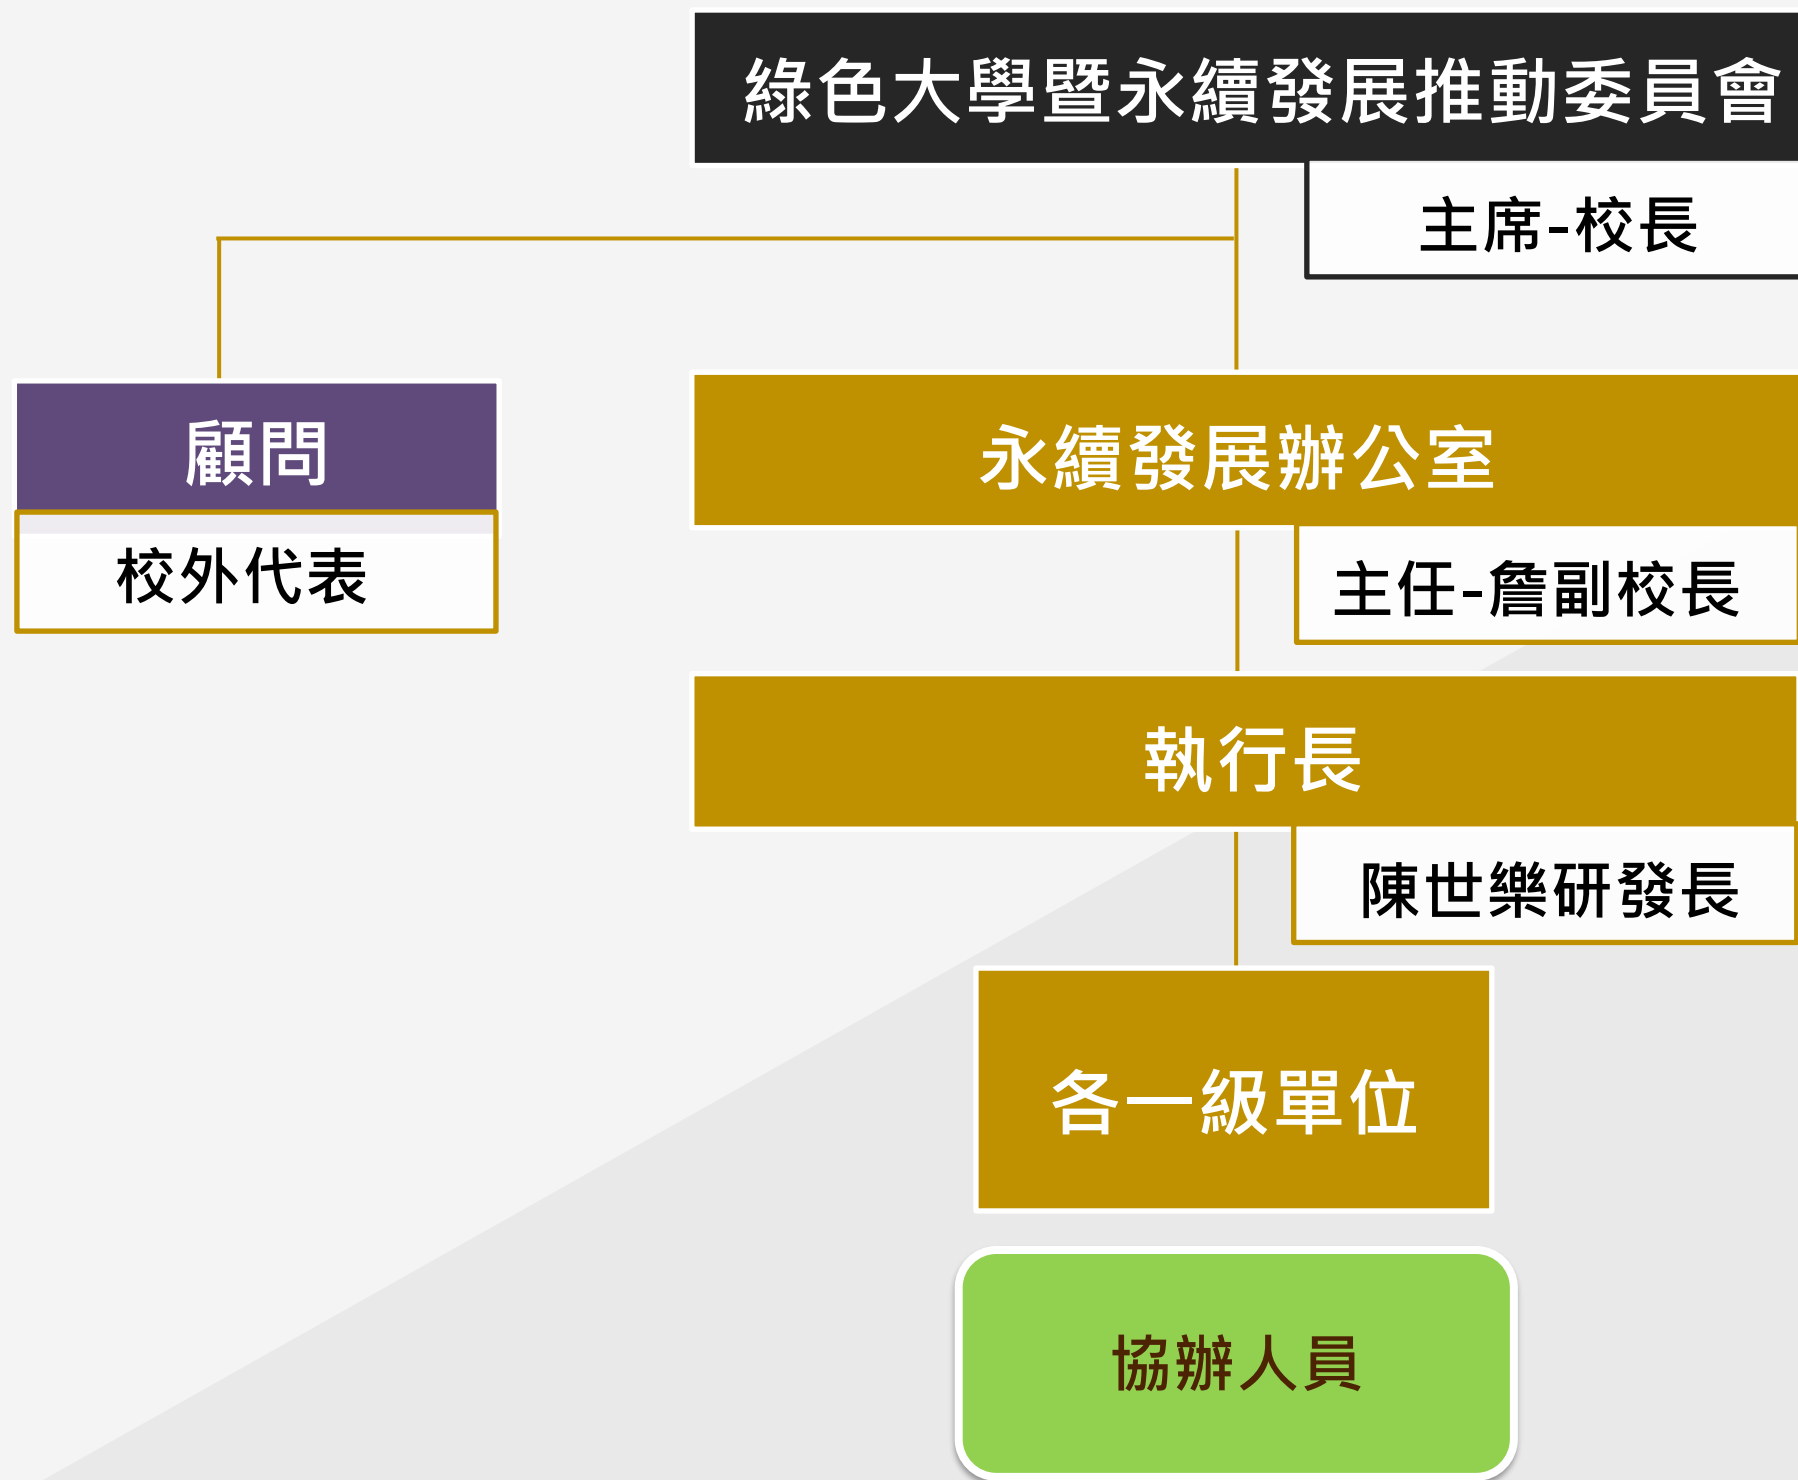 綠色大學暨永續發展推動委員會
主席-校長
顧問
校外代表
永續發展辦公室
主任-詹副校長
執行長
陳世樂研發長
各一級單位
協辦人員